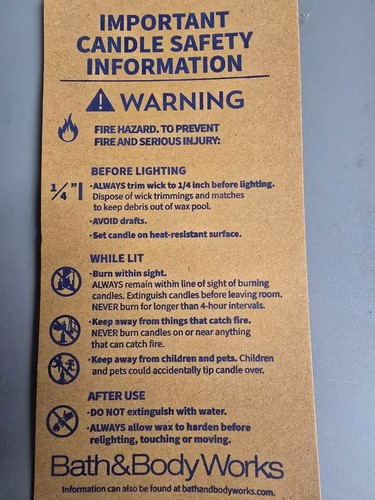 IMPORTANT
CANDLE SAFETY
INFORMATION
WARNING
FIRE HAZARD. TO PREVENT
FIRE AND SERIOUS INJURY:
BEFORE LIGHTING
1/4"
•ALWAYS trim wick to 1/4 inch before lighting.
Dispose of wick trimmings and matches
to keep debris out of wax pool.
•AVOID drafts.
•Set candle on heat-resistant surface.
WHILE LIT
•Burn within sight.
ALWAYS remain within line of sight of burning
candles. Extinguish candles before leaving room.
NEVER burn for longer than 4-hour intervals.
•Keep away from things that catch fire.
NEVER burn candles on or near anything
that can catch fire.
•Keep away from children and pets. Children
and pets could accidentally tip candle over.
AFTER USE
•DO NOT extinguish with water.
•ALWAYS allow wax to harden before
relighting, touching or moving.
Bath&BodyWorks
Information can also be found at bathandbodyworks.com.